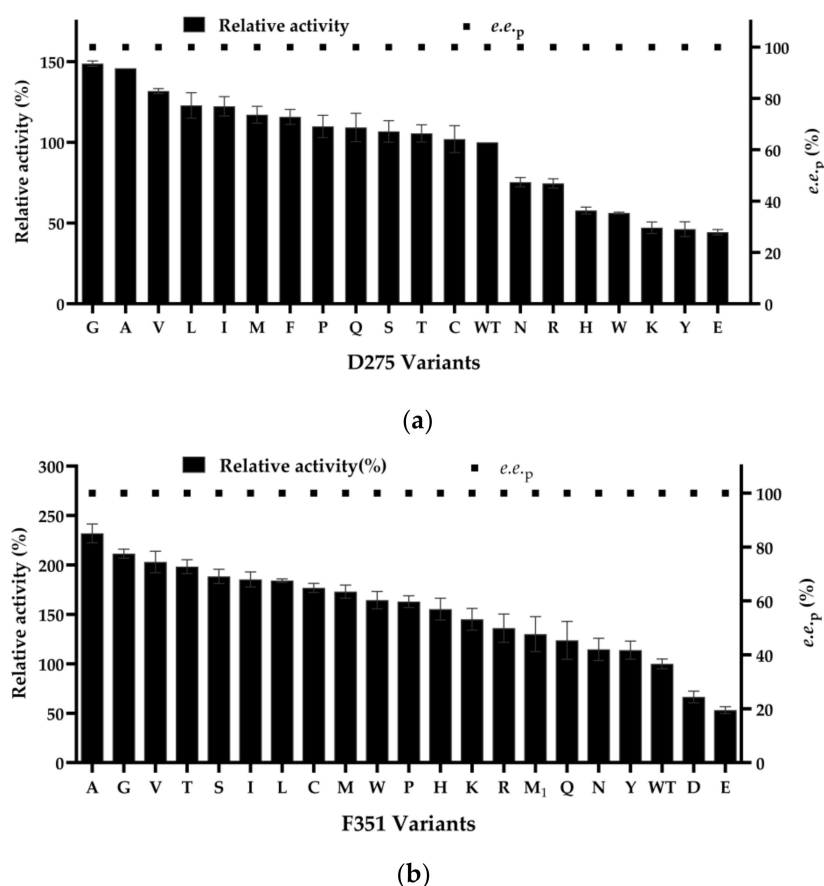 Relative activity e.e.p
Relative activity (%)
150
100
50
0
e.e.p (%)
100
80
60
40
20
0
G A V L I M F P Q S T C WT N R H W K Y E
D275 Variants
(a)
Relative activity(%) e.e.p
Relative activity (%)
300
250
200
150
100
50
0
e.e.p (%)
100
80
60
40
20
0
A G V T S I L C M W P H K R M1 Q N Y WT D E
F351 Variants
(b)